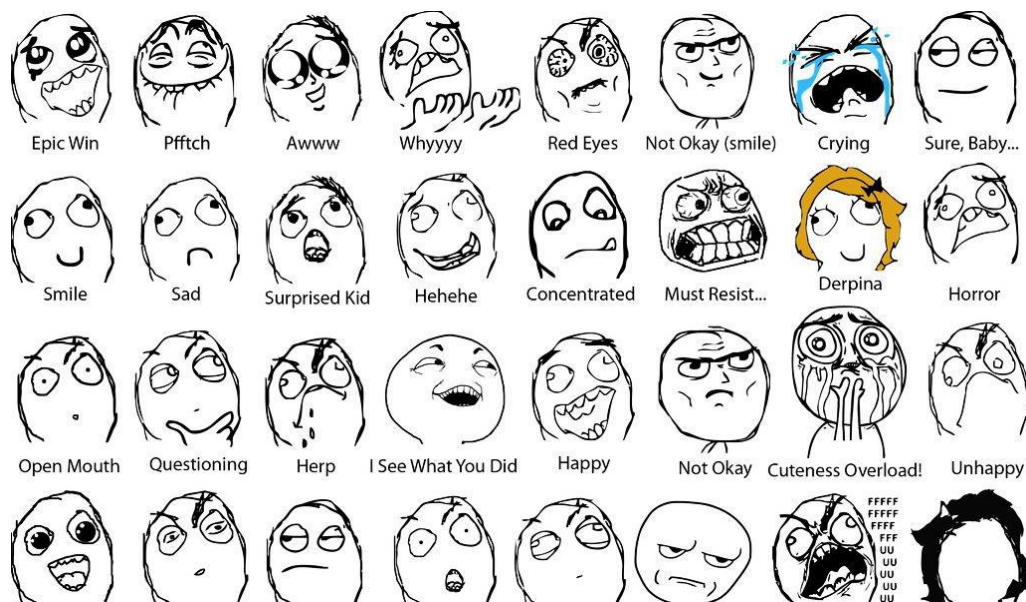 Epic Win
Pfftch
Awww
Whyyyy
Red Eyes
Not Okay (smile)
Crying
Sure, Baby...
Smile
Sad
Surprised Kid
Hehehe
Concentrated
Must Resist...
Derpina
Horror
Open Mouth
Questioning
Herp
I See What You Did
Happy
Not Okay
Cuteness Overload!
Unhappy
FFFFF
FFFFF
FFFF
FFF
UU
UU
UU
UU
UU